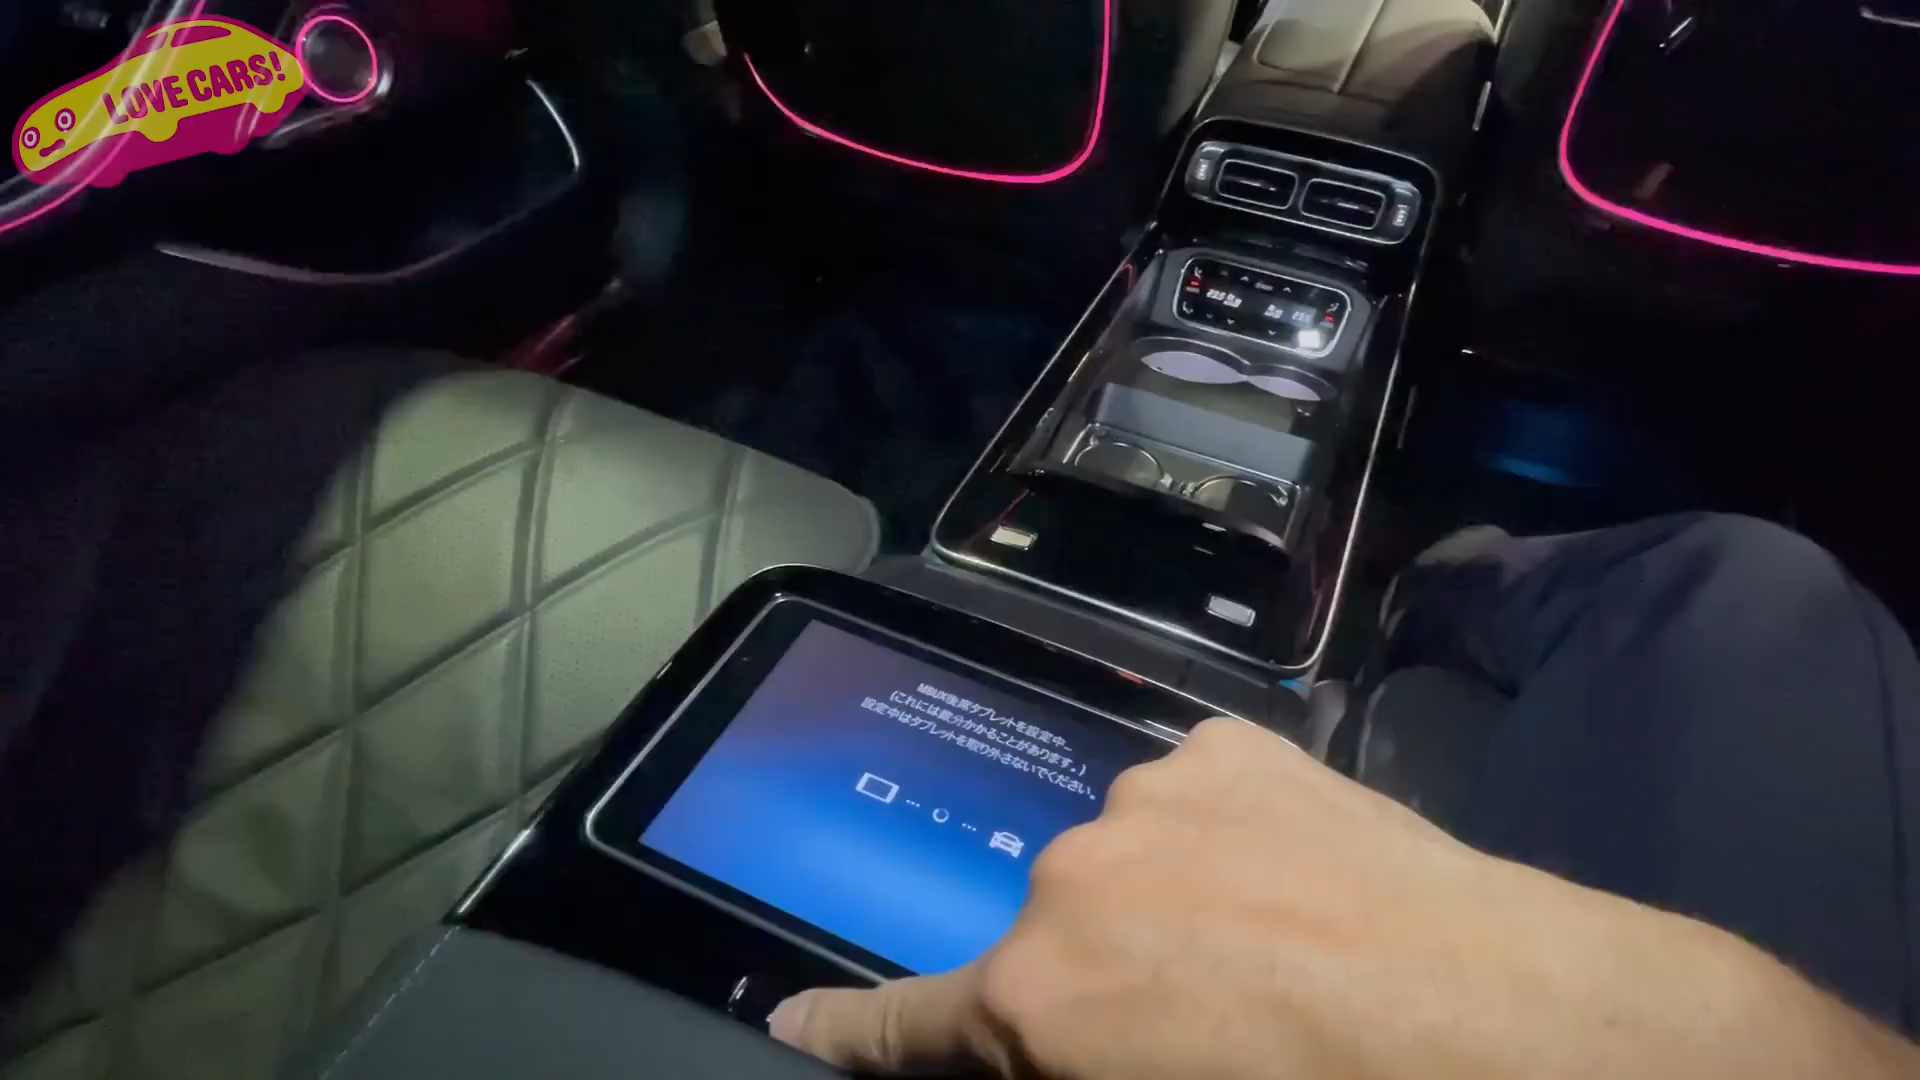 LOVE CARS!
MBUX後席タブレットを設定中...
(これには数分かかることがあります。)
設定中はタブレットを取り外さないでください。